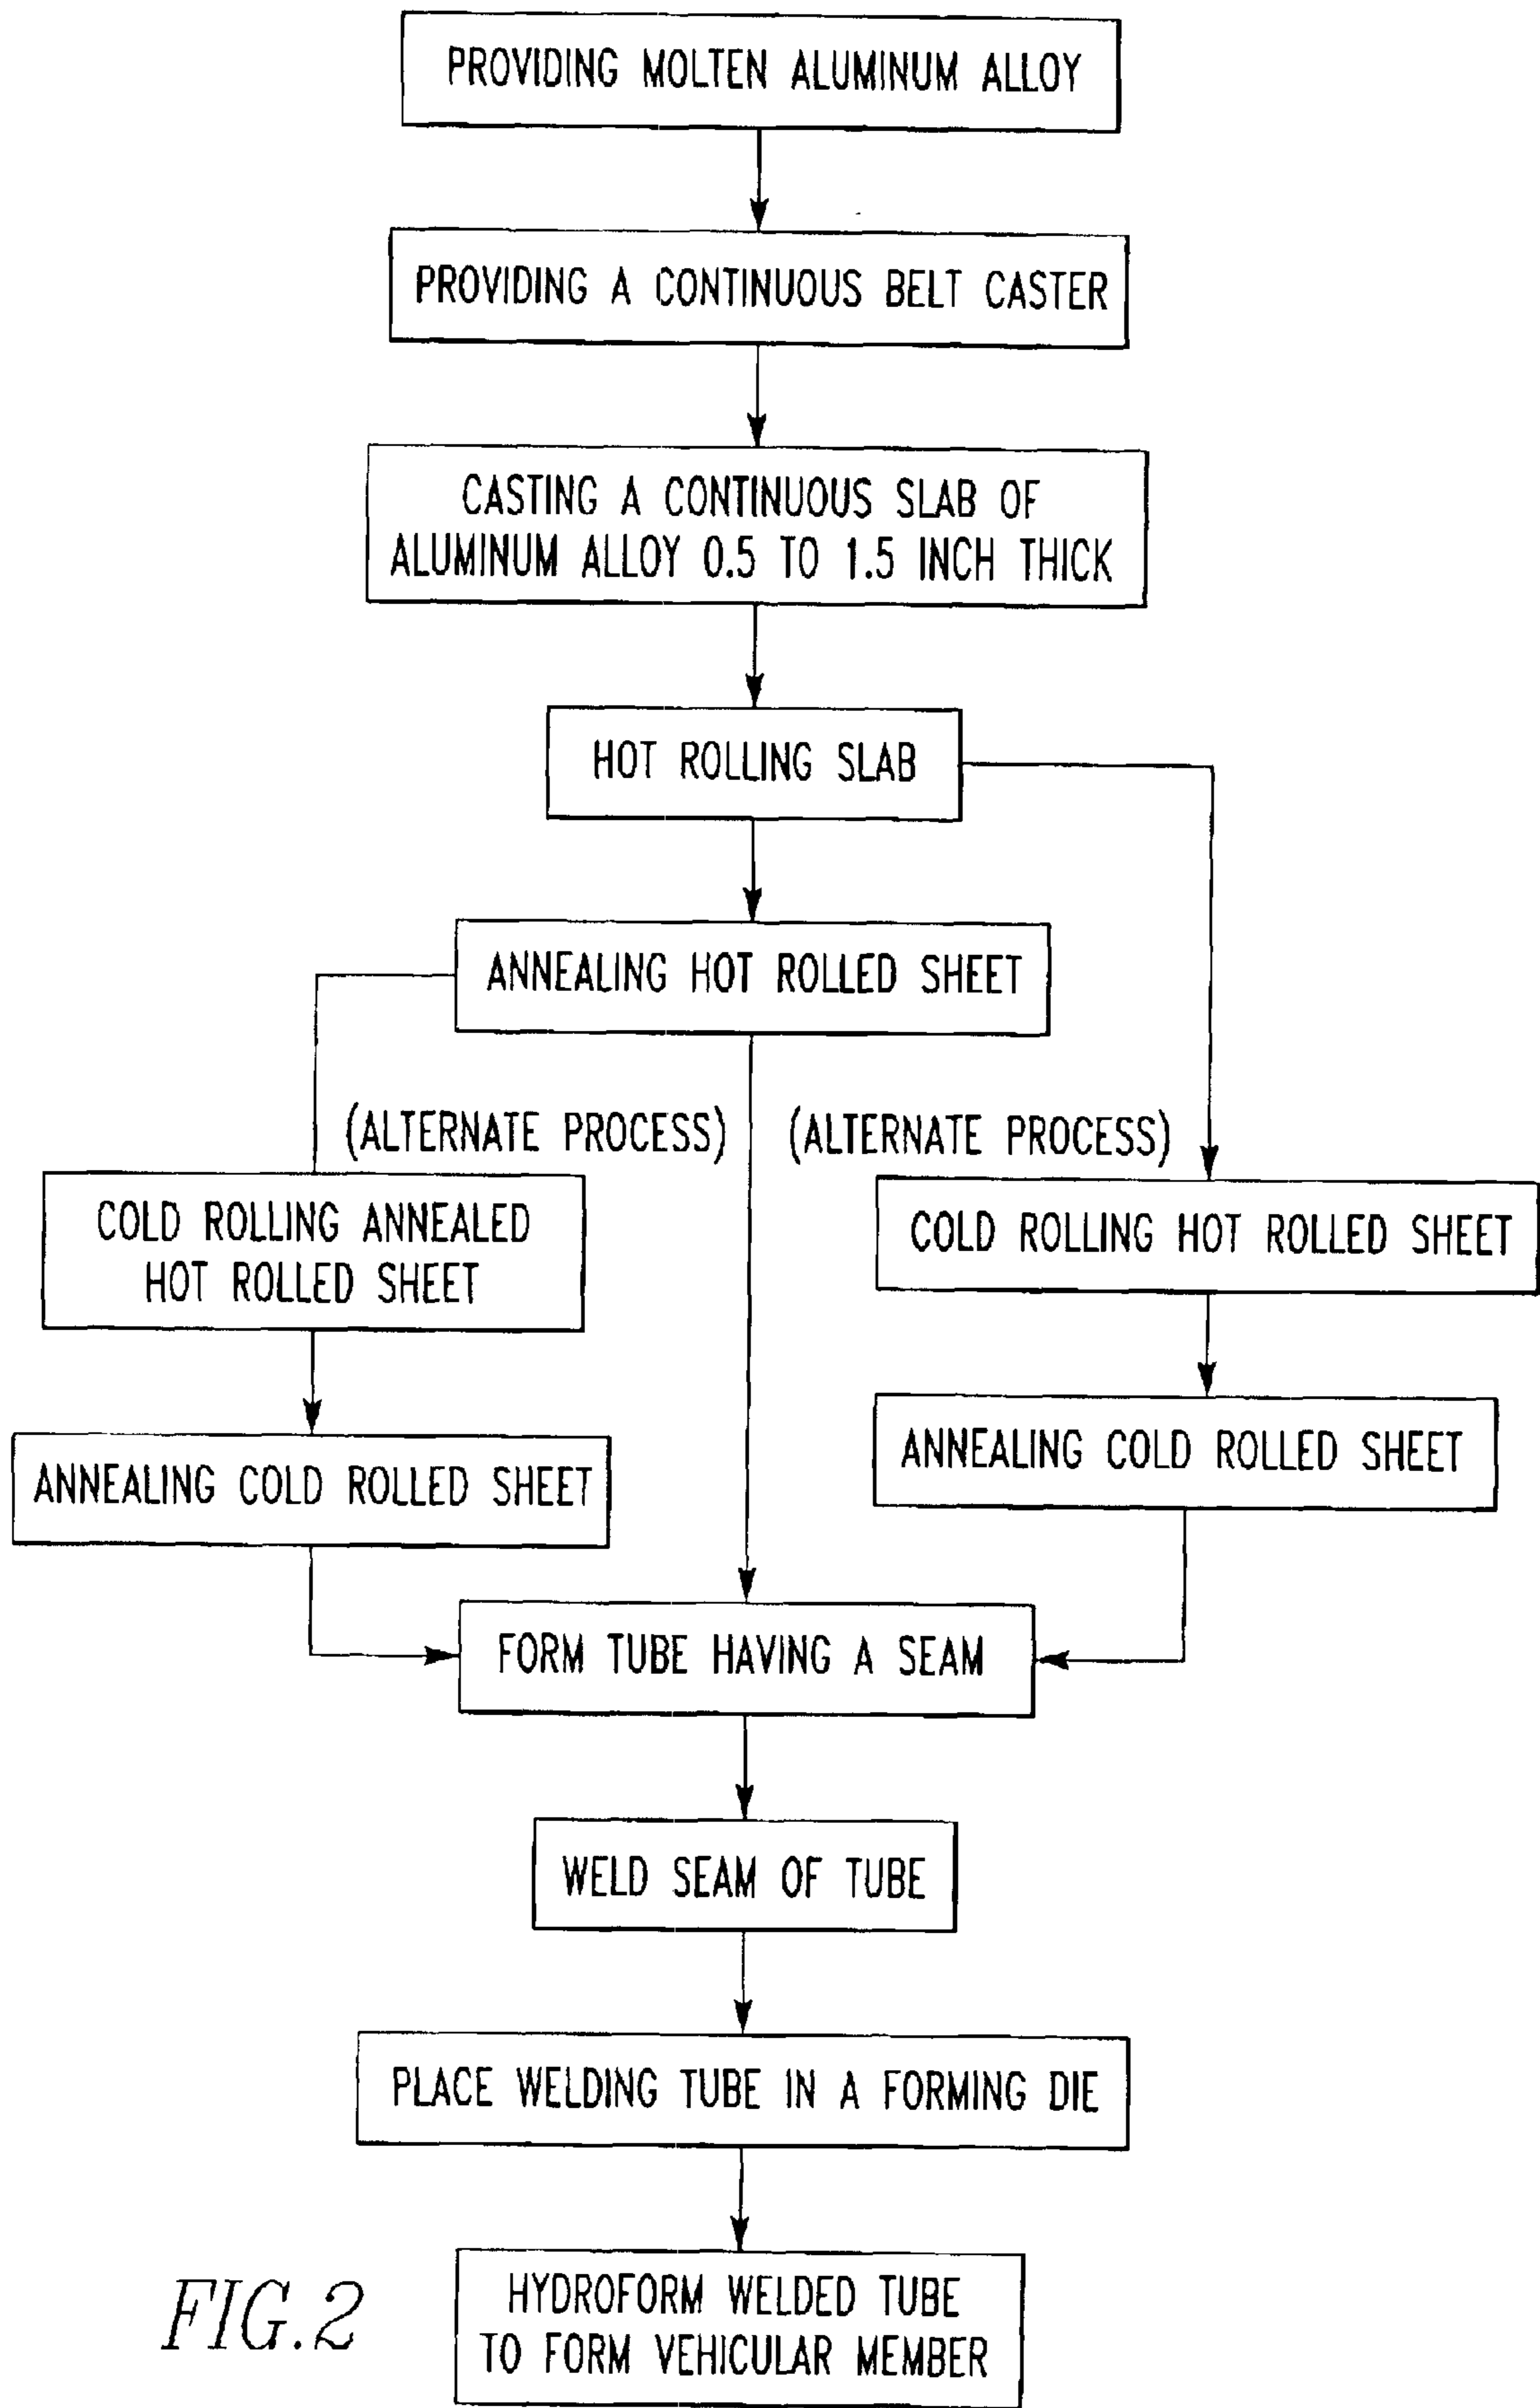 PROVIDING MOLTEN ALUMINUM ALLOY
PROVIDING A CONTINUOUS BELT CASTER
CASTING A CONTINUOUS SLAB OF
ALUMINUM ALLOY 0.5 TO 1.5 INCH THICK
HOT ROLLING SLAB
ANNEALING HOT ROLLED SHEET
(ALTERNATE PROCESS)
(ALTERNATE PROCESS)
COLD ROLLING ANNEALED
HOT ROLLED SHEET
COLD ROLLING HOT ROLLED SHEET
ANNEALING COLD ROLLED SHEET
ANNEALING COLD ROLLED SHEET
FORM TUBE HAVING A SEAM
WELD SEAM OF TUBE
PLACE WELDING TUBE IN A FORMING DIE
HYDROFORM WELDED TUBE
TO FORM VEHICULAR MEMBER
FIG.2